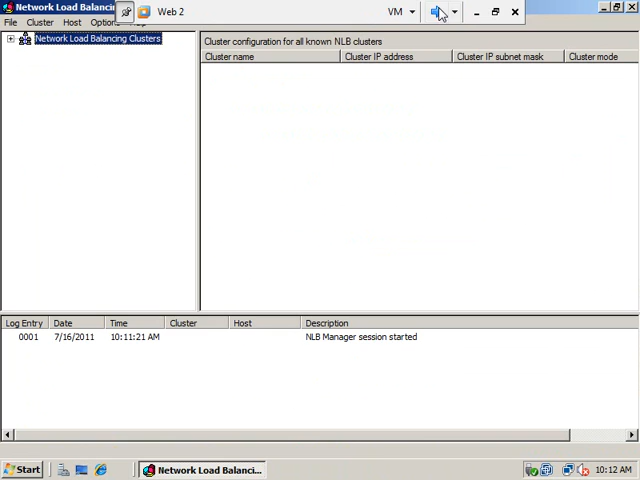 Network Load Balancing
Web 2
VM
File Cluster Host Options
Network Load Balancing Clusters
Cluster configuration for all known NLB clusters
Cluster name Cluster IP address Cluster IP subnet mask Cluster mode
Log Entry Date Time Cluster Host Description
0001 7/16/2011 10:11:21 AM NLB Manager session started
Start
Network Load Balanci...
10:12 AM